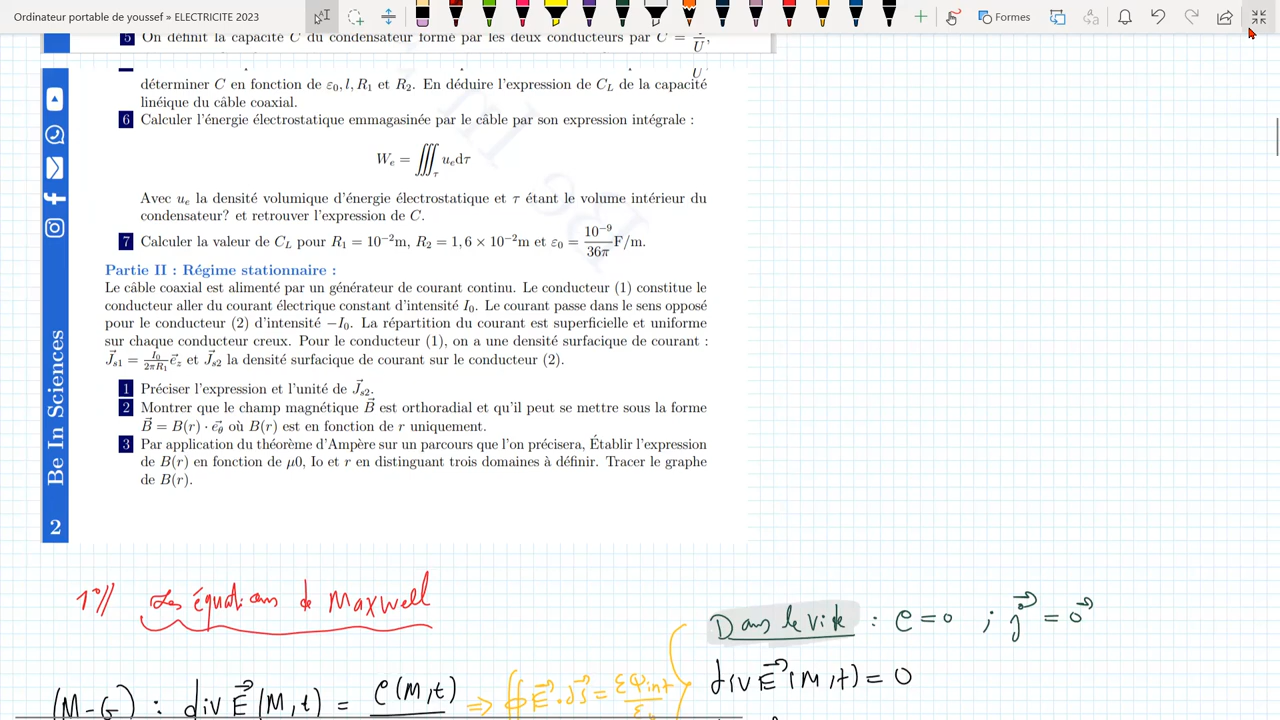 Ordinateur portable de youssef » ELECTRICITE 2023
Formes
5 On définit la capacité C du condensateur formé par les deux conducteurs par C = /U,
U
déterminer C en fonction de ε₀, l, R₁ et R₂. En déduire l'expression de C_L de la capacité
linéique du câble coaxial.
6 Calculer l'énergie électrostatique emmagasinée par le câble par son expression intégrale :
Wₑ = ∭_τ uₑdτ
Avec uₑ la densité volumique d'énergie électrostatique et τ étant le volume intérieur du
condensateur? et retrouver l'expression de C.
7 Calculer la valeur de C_L pour R₁ = 10⁻²m, R₂ = 1, 6 × 10⁻²m et ε₀ = 10⁻⁹/36π F/m.
Partie II : Régime stationnaire :
Le câble coaxial est alimenté par un générateur de courant continu. Le conducteur (1) constitue le
conducteur aller du courant électrique constant d'intensité I₀. Le courant passe dans le sens opposé
pour le conducteur (2) d'intensité −I₀. La répartition du courant est superficielle et uniforme
sur chaque conducteur creux. Pour le conducteur (1), on a une densité surfacique de courant :
J⃗ₛ₁ = I₀/2πR₁ e⃗_z et J⃗ₛ₂ la densité surfacique de courant sur le conducteur (2).
1 Préciser l'expression et l'unité de J⃗ₛ₂.
2 Montrer que le champ magnétique B⃗ est orthoradial et qu'il peut se mettre sous la forme
B⃗ = B(r) · e⃗_θ où B(r) est en fonction de r uniquement.
3 Par application du théorème d'Ampère sur un parcours que l'on précisera, Établir l'expression
de B(r) en fonction de μ0, Io et r en distinguant trois domaines à définir. Tracer le graphe
de B(r).
Be In Sciences
2
1°// Les équations de Maxwell
Dans le vide : ρ = 0 ; j⃗ = 0⃗
(M-G) : div E⃗(M,t) = ρ(M,t) ⇒ ∯ E⃗·dS⃗ = ΣQint/ε₀
div E⃗(M,t) = 0